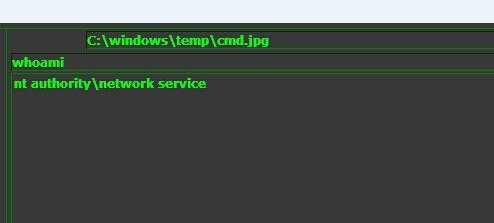 C:\windows\temp\cmd.jpg
whoami
nt authority\network service